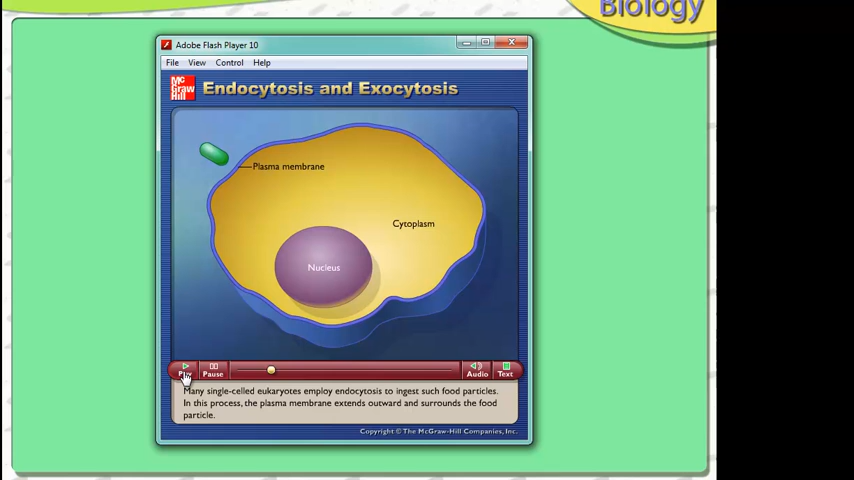 Biology
Adobe Flash Player 10
File View Control Help
Mc
Graw
Hill
Endocytosis and Exocytosis
Plasma membrane
Cytoplasm
Nucleus
Play Pause Audio Text
Many single-celled eukaryotes employ endocytosis to ingest such food particles.
In this process, the plasma membrane extends outward and surrounds the food
particle.
Copyright © The McGraw-Hill Companies, Inc.